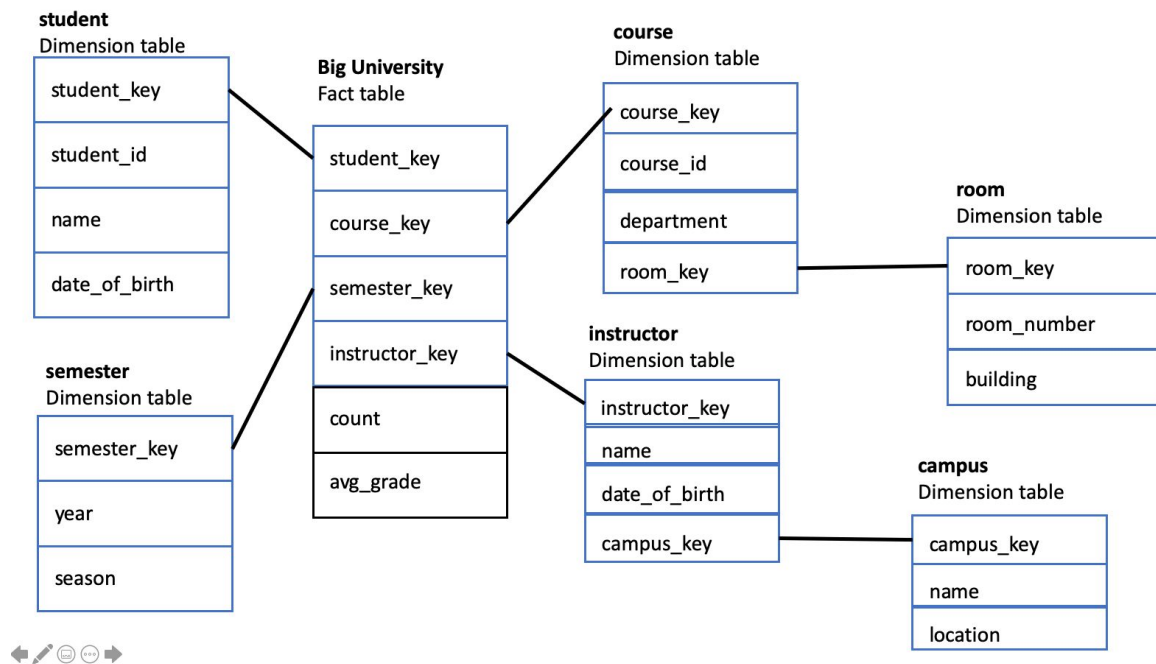 student
Dimension table
student_key
student_id
name
date_of_birth
Big University
Fact table
student_key
course_key
semester_key
instructor_key
count
avg_grade
course
Dimension table
course_key
course_id
department
room_key
room
Dimension table
room_key
room_number
building
semester
Dimension table
semester_key
year
season
instructor
Dimension table
instructor_key
name
date_of_birth
campus_key
campus
Dimension table
campus_key
name
location